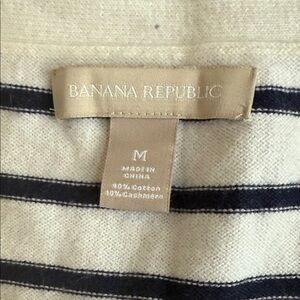 BANANA REPUBLIC
M
MADE IN
CHINA
90% Cotton
10% Cashmere